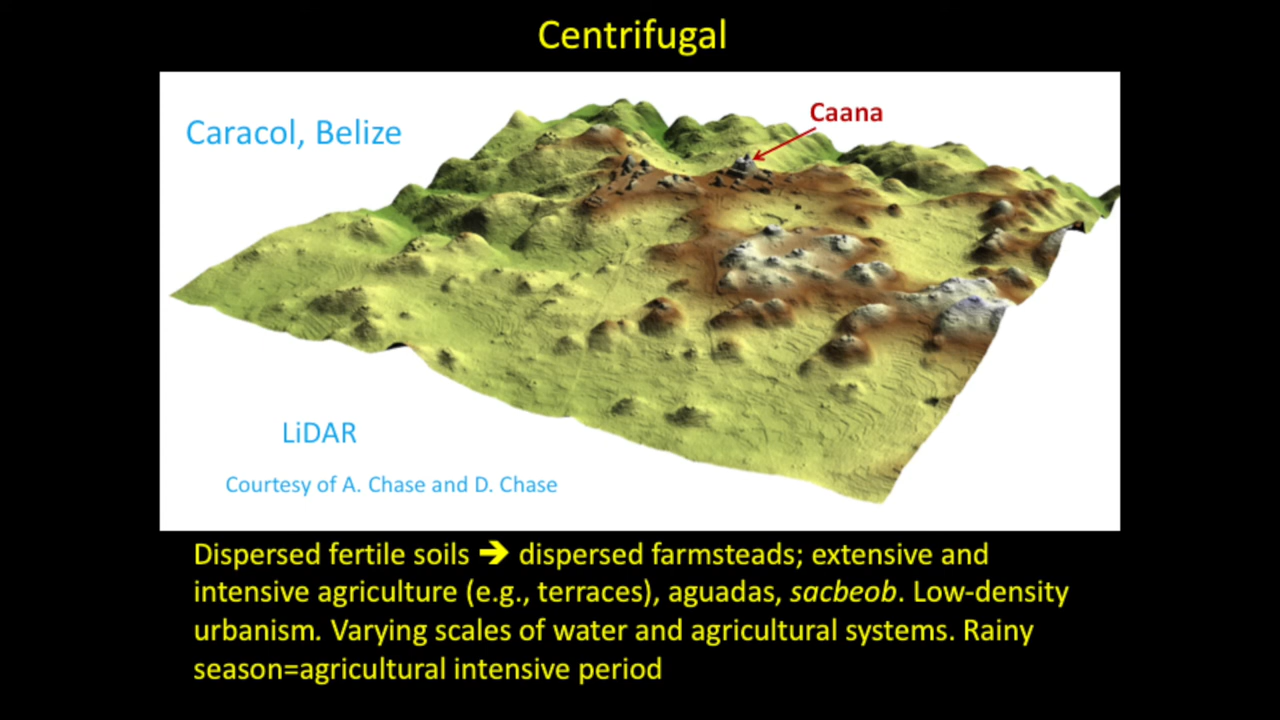 Centrifugal
Caracol, Belize
Caana
LiDAR
Courtesy of A. Chase and D. Chase
Dispersed fertile soils ➔ dispersed farmsteads; extensive and
intensive agriculture (e.g., terraces), aguadas, sacbeob. Low-density
urbanism. Varying scales of water and agricultural systems. Rainy
season=agricultural intensive period